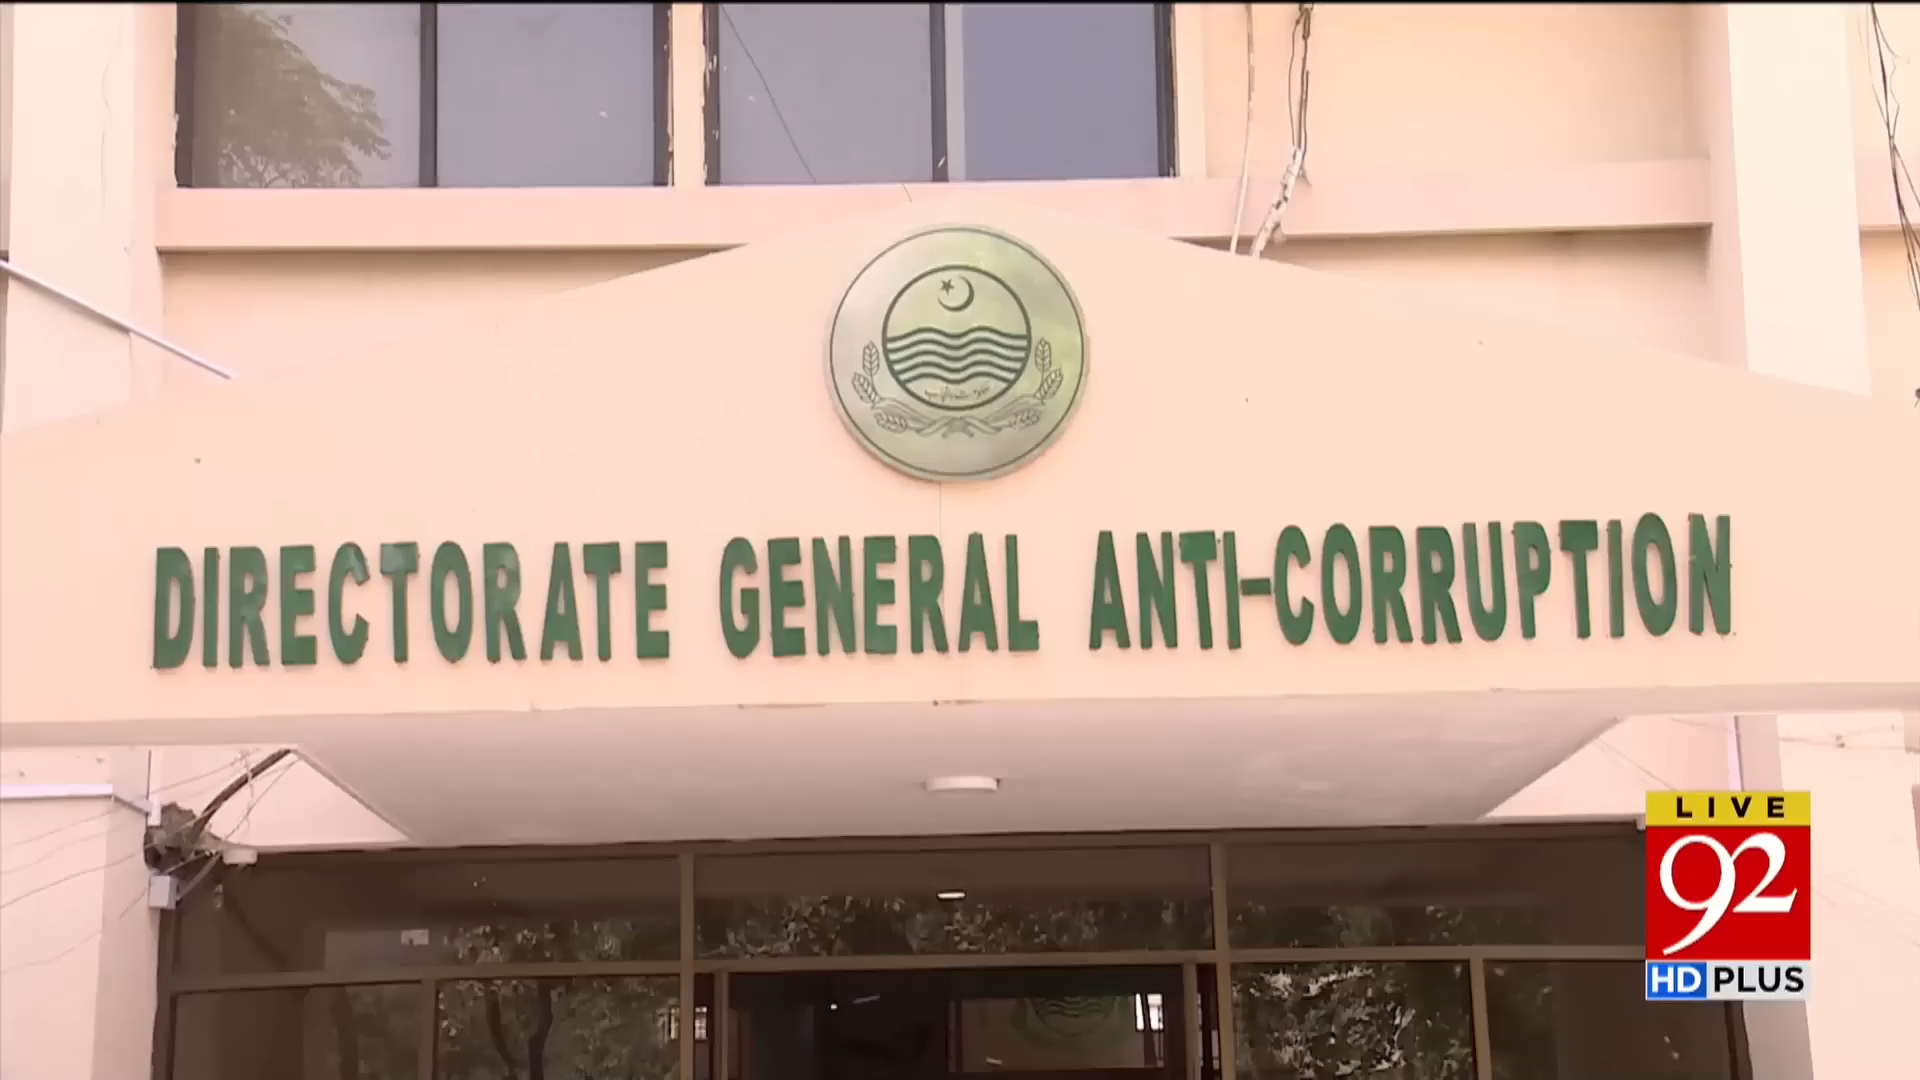 DIRECTORATE GENERAL ANTI-CORRUPTION
LIVE
92
HD PLUS